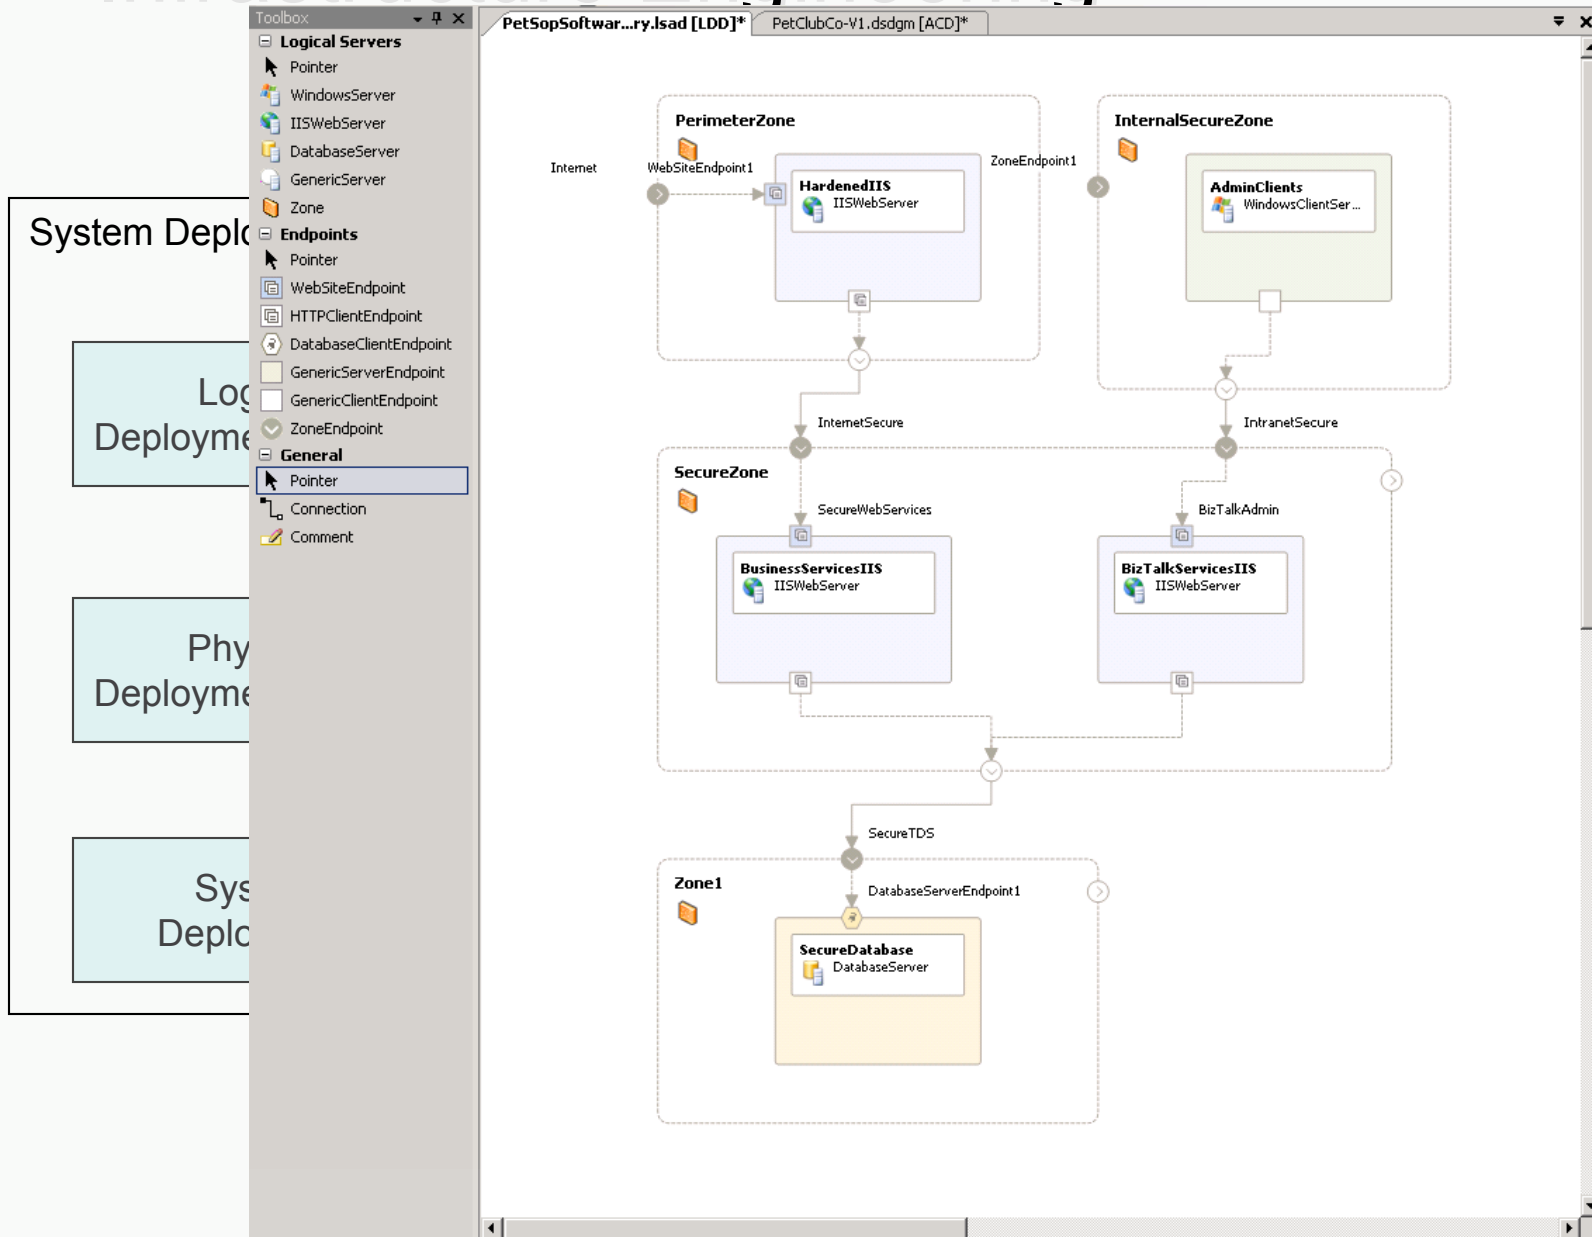 Engineering
Toolbox
Logical Servers
Pointer
WindowsServer
IISWebServer
DatabaseServer
GenericServer
Zone
Endpoints
Pointer
WebSiteEndpoint
HTTPClientEndpoint
DatabaseClientEndpoint
GenericServerEndpoint
GenericClientEndpoint
ZoneEndpoint
General
Pointer
Connection
Comment
System Deplo
Log
Deployme
Phy
Deployme
Sys
Deplo
PetSopSoftwar...ry.lsad [LDD]*
PetClubCo-V1.dsdgm [ACD]*
PerimeterZone
Internet
WebSiteEndpoint1
HardenedIIS
IISWebServer
ZoneEndpoint1
InternalSecureZone
AdminClients
WindowsClientSer...
InternetSecure
IntranetSecure
SecureZone
SecureWebServices
BizTalkAdmin
BusinessServicesIIS
IISWebServer
BizTalkServicesIIS
IISWebServer
SecureTDS
Zone1
DatabaseServerEndpoint1
SecureDatabase
DatabaseServer